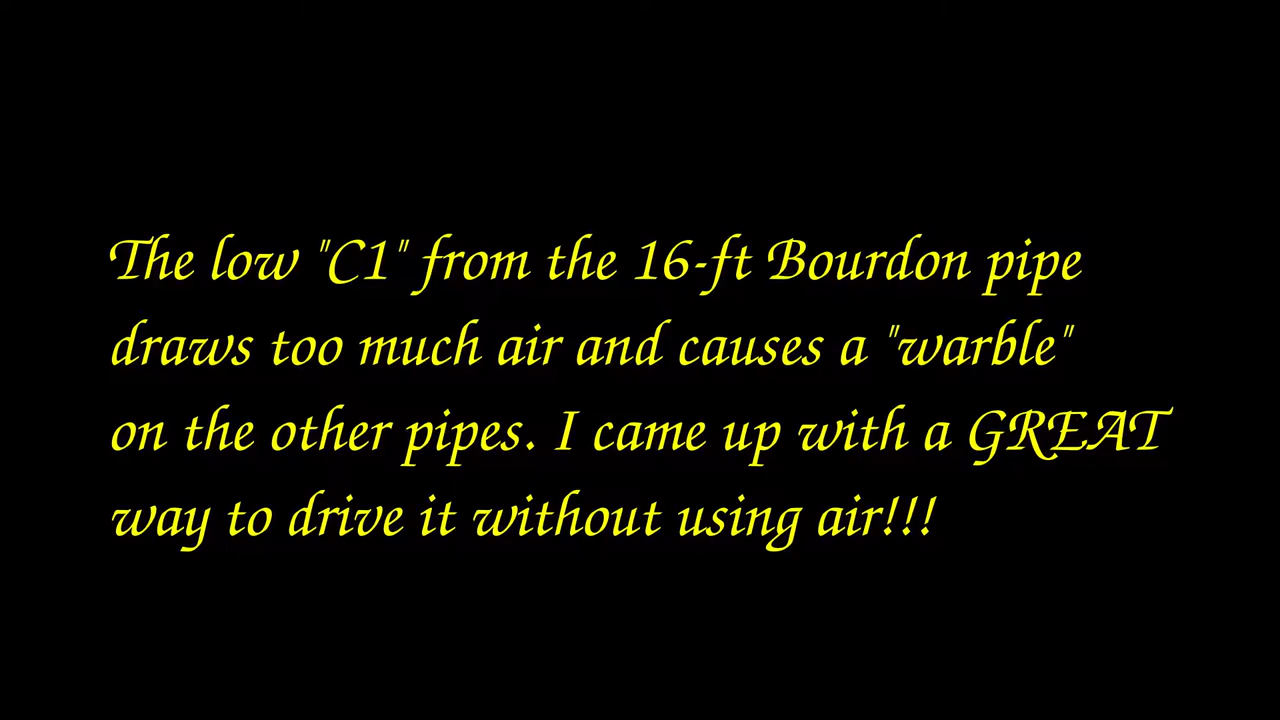 The low "C1" from the 16-ft Bourdon pipe
draws too much air and causes a "warble"
on the other pipes. I came up with a GREAT
way to drive it without using air!!!